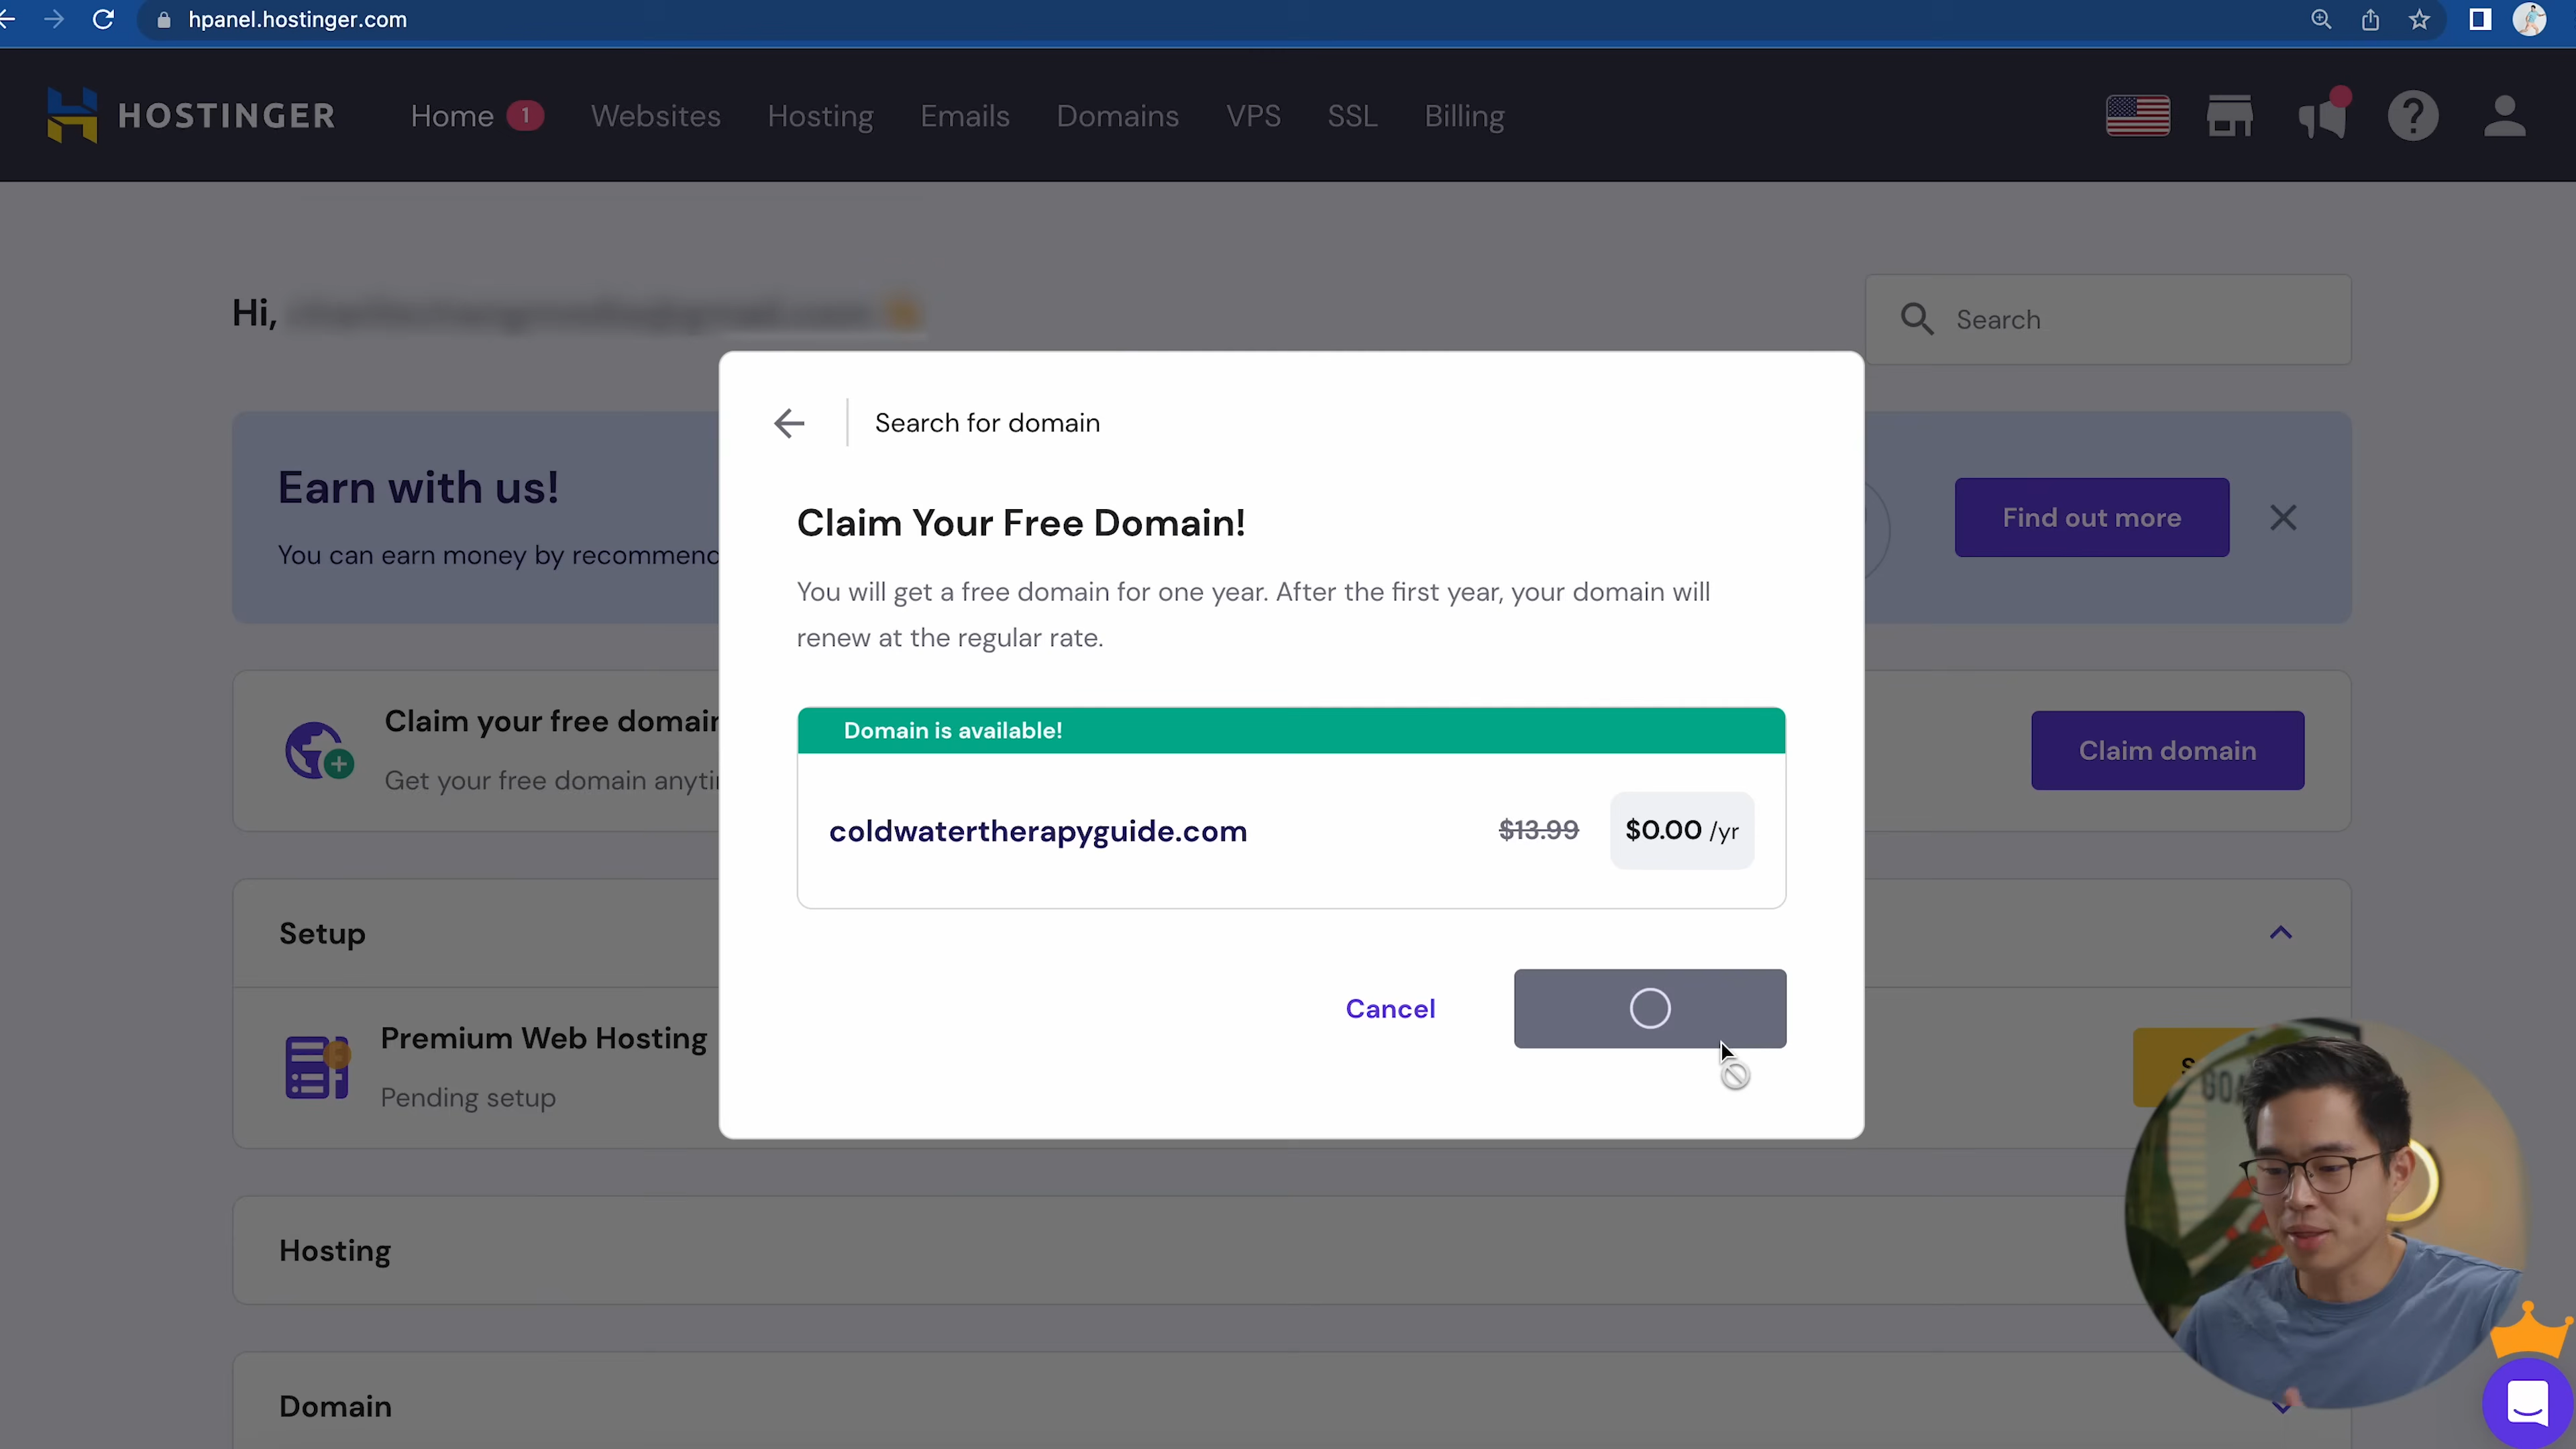 hpanel.hostinger.com
HOSTINGER
Home 1 Websites Hosting Emails Domains VPS SSL Billing
Hi,
Search
Search for domain
Earn with us!
You can earn money by
Find out more
Claim Your Free Domain!
You will get a free domain for one year. After the first year, your domain will
renew at the regular rate.
Claim your free
Get your free domain
Claim domain
Domain is available!
coldwatertherapyguide.com
$13.99 $0.00 /yr
Setup
Cancel
Premium Web Hosting
Pending setup
Hosting
Domain